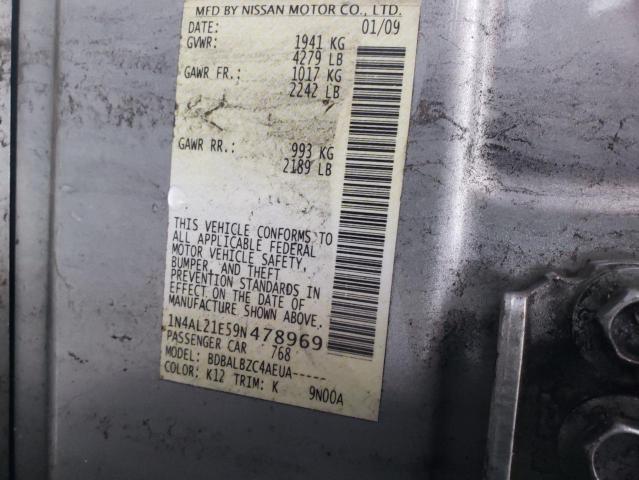 MFD BY NISSAN MOTOR CO., LTD.
DATE: 01/09
GVWR: 1941 KG
4279 LB
GAWR FR.: 1017 KG
2242 LB
GAWR RR.: 993 KG
2189 LB
THIS VEHICLE CONFORMS TO
ALL APPLICABLE FEDERAL
MOTOR VEHICLE SAFETY,
BUMPER, AND THEFT
PREVENTION STANDARDS IN
EFFECT ON THE DATE OF
MANUFACTURE SHOWN ABOVE.
1N4AL21E59N478969
PASSENGER CAR 768
MODEL: BDBALBZC4AEUA-----
COLOR: K12 TRIM: K 9N00A